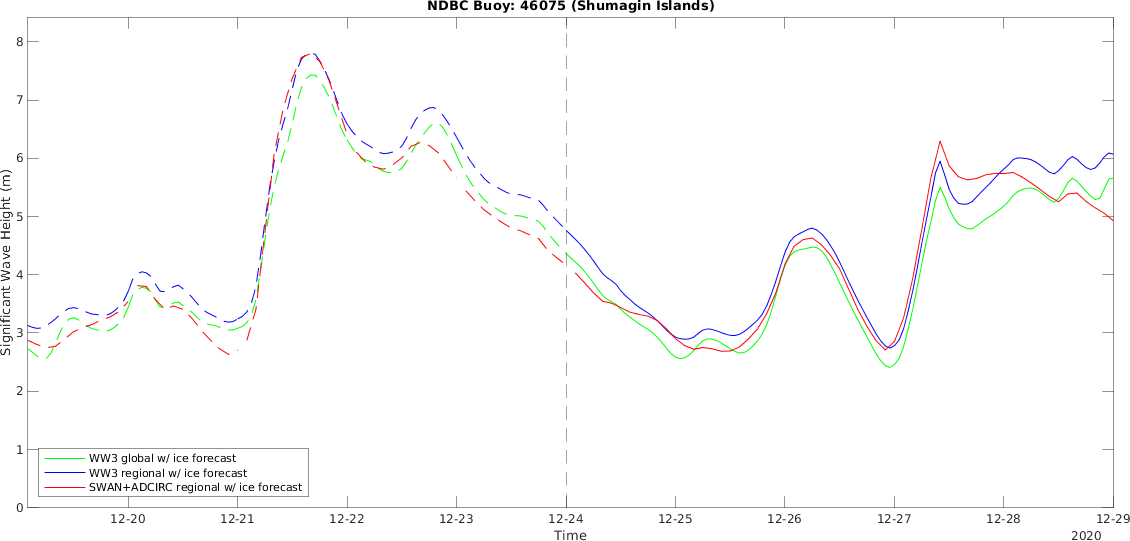 NDBC Buoy: 46075 (Shumagin Islands)
8
7
6
5
4
3
2
1
0
Significant Wave Height (m)
WW3 global w/ ice forecast
WW3 regional w/ ice forecast
SWAN+ADCIRC regional w/ ice forecast
12-20 12-21 12-22 12-23 12-24 12-25 12-26 12-27 12-28 12-29
Time
2020